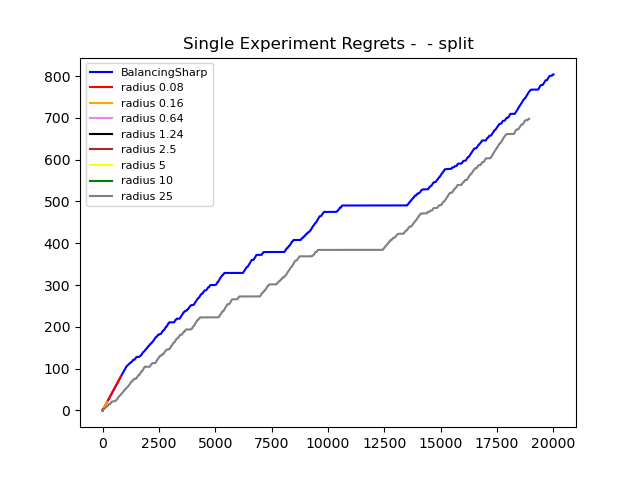 Single Experiment Regrets -  - split
BalancingSharp
radius 0.08
radius 0.16
radius 0.64
radius 1.24
radius 2.5
radius 5
radius 10
radius 25
800
700
600
500
400
300
200
100
0
0 2500 5000 7500 10000 12500 15000 17500 20000